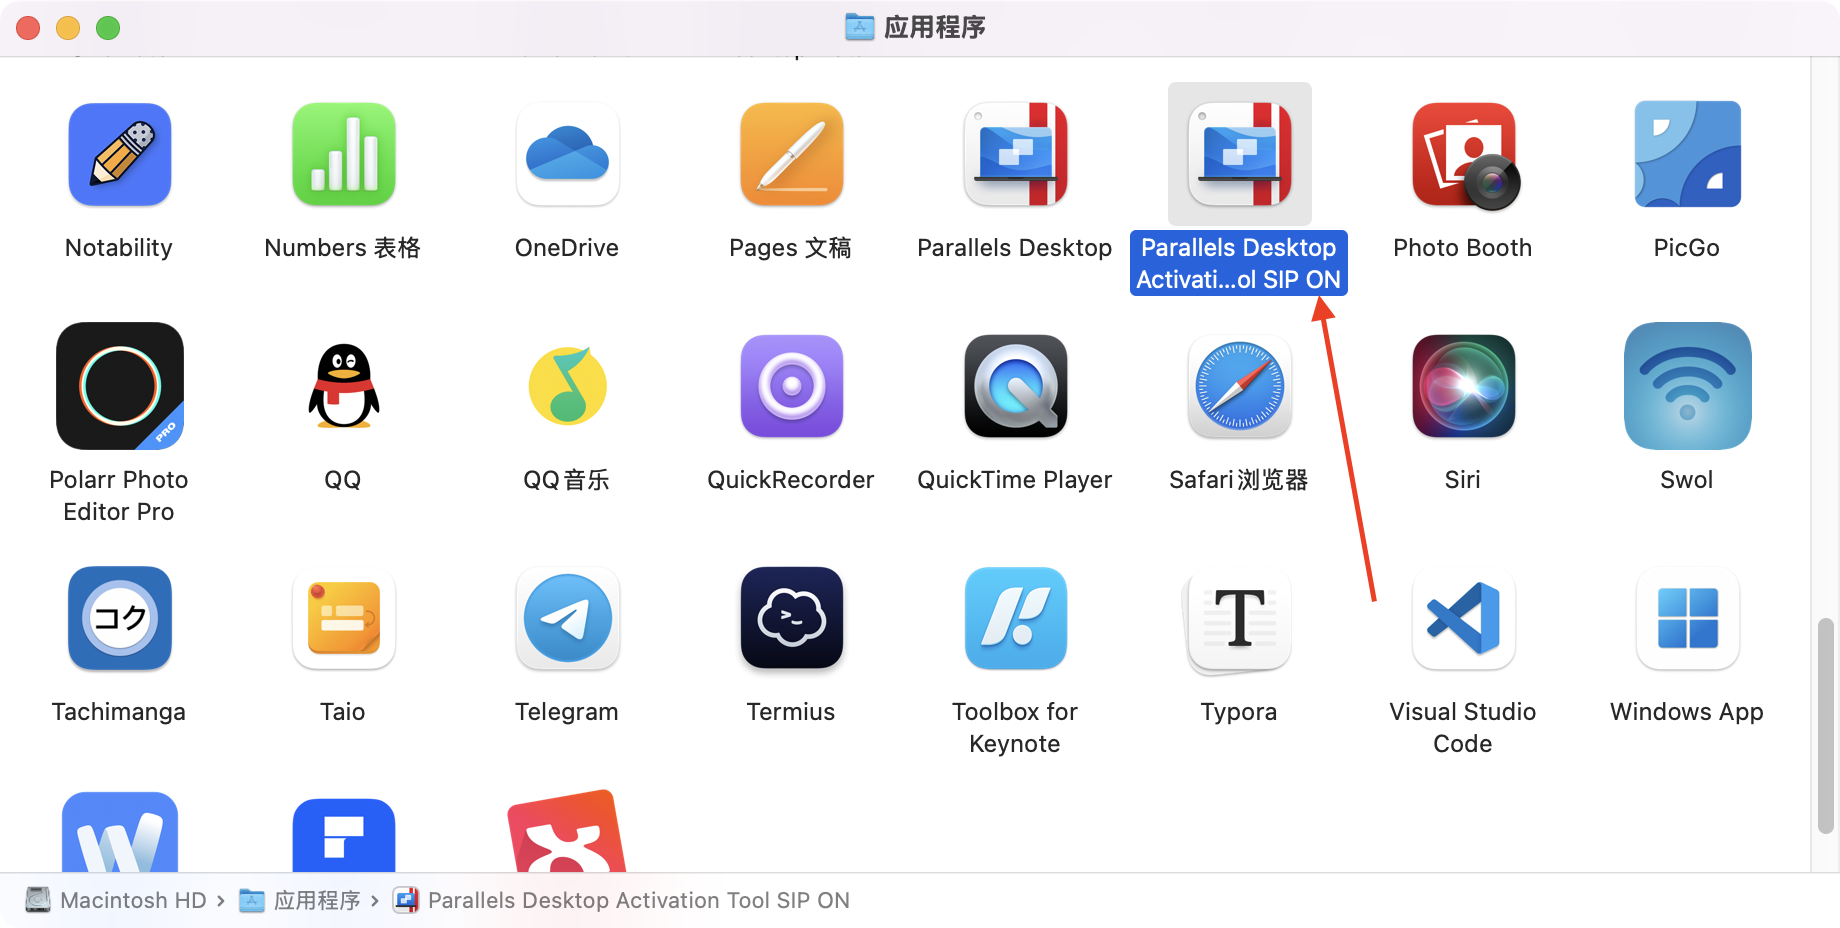 应用程序
Notability
Numbers 表格
OneDrive
Pages 文稿
Parallels Desktop
Parallels Desktop
Activati...ol SIP ON
Photo Booth
PicGo
PRO
Polarr Photo
Editor Pro
QQ
QQ音乐
QuickRecorder
QuickTime Player
Safari浏览器
Siri
Swol
コク
Tachimanga
Taio
Telegram
Termius
Toolbox for
Keynote
T
Typora
Visual Studio
Code
Windows App
Macintosh HD › 应用程序 › Parallels Desktop Activation Tool SIP ON